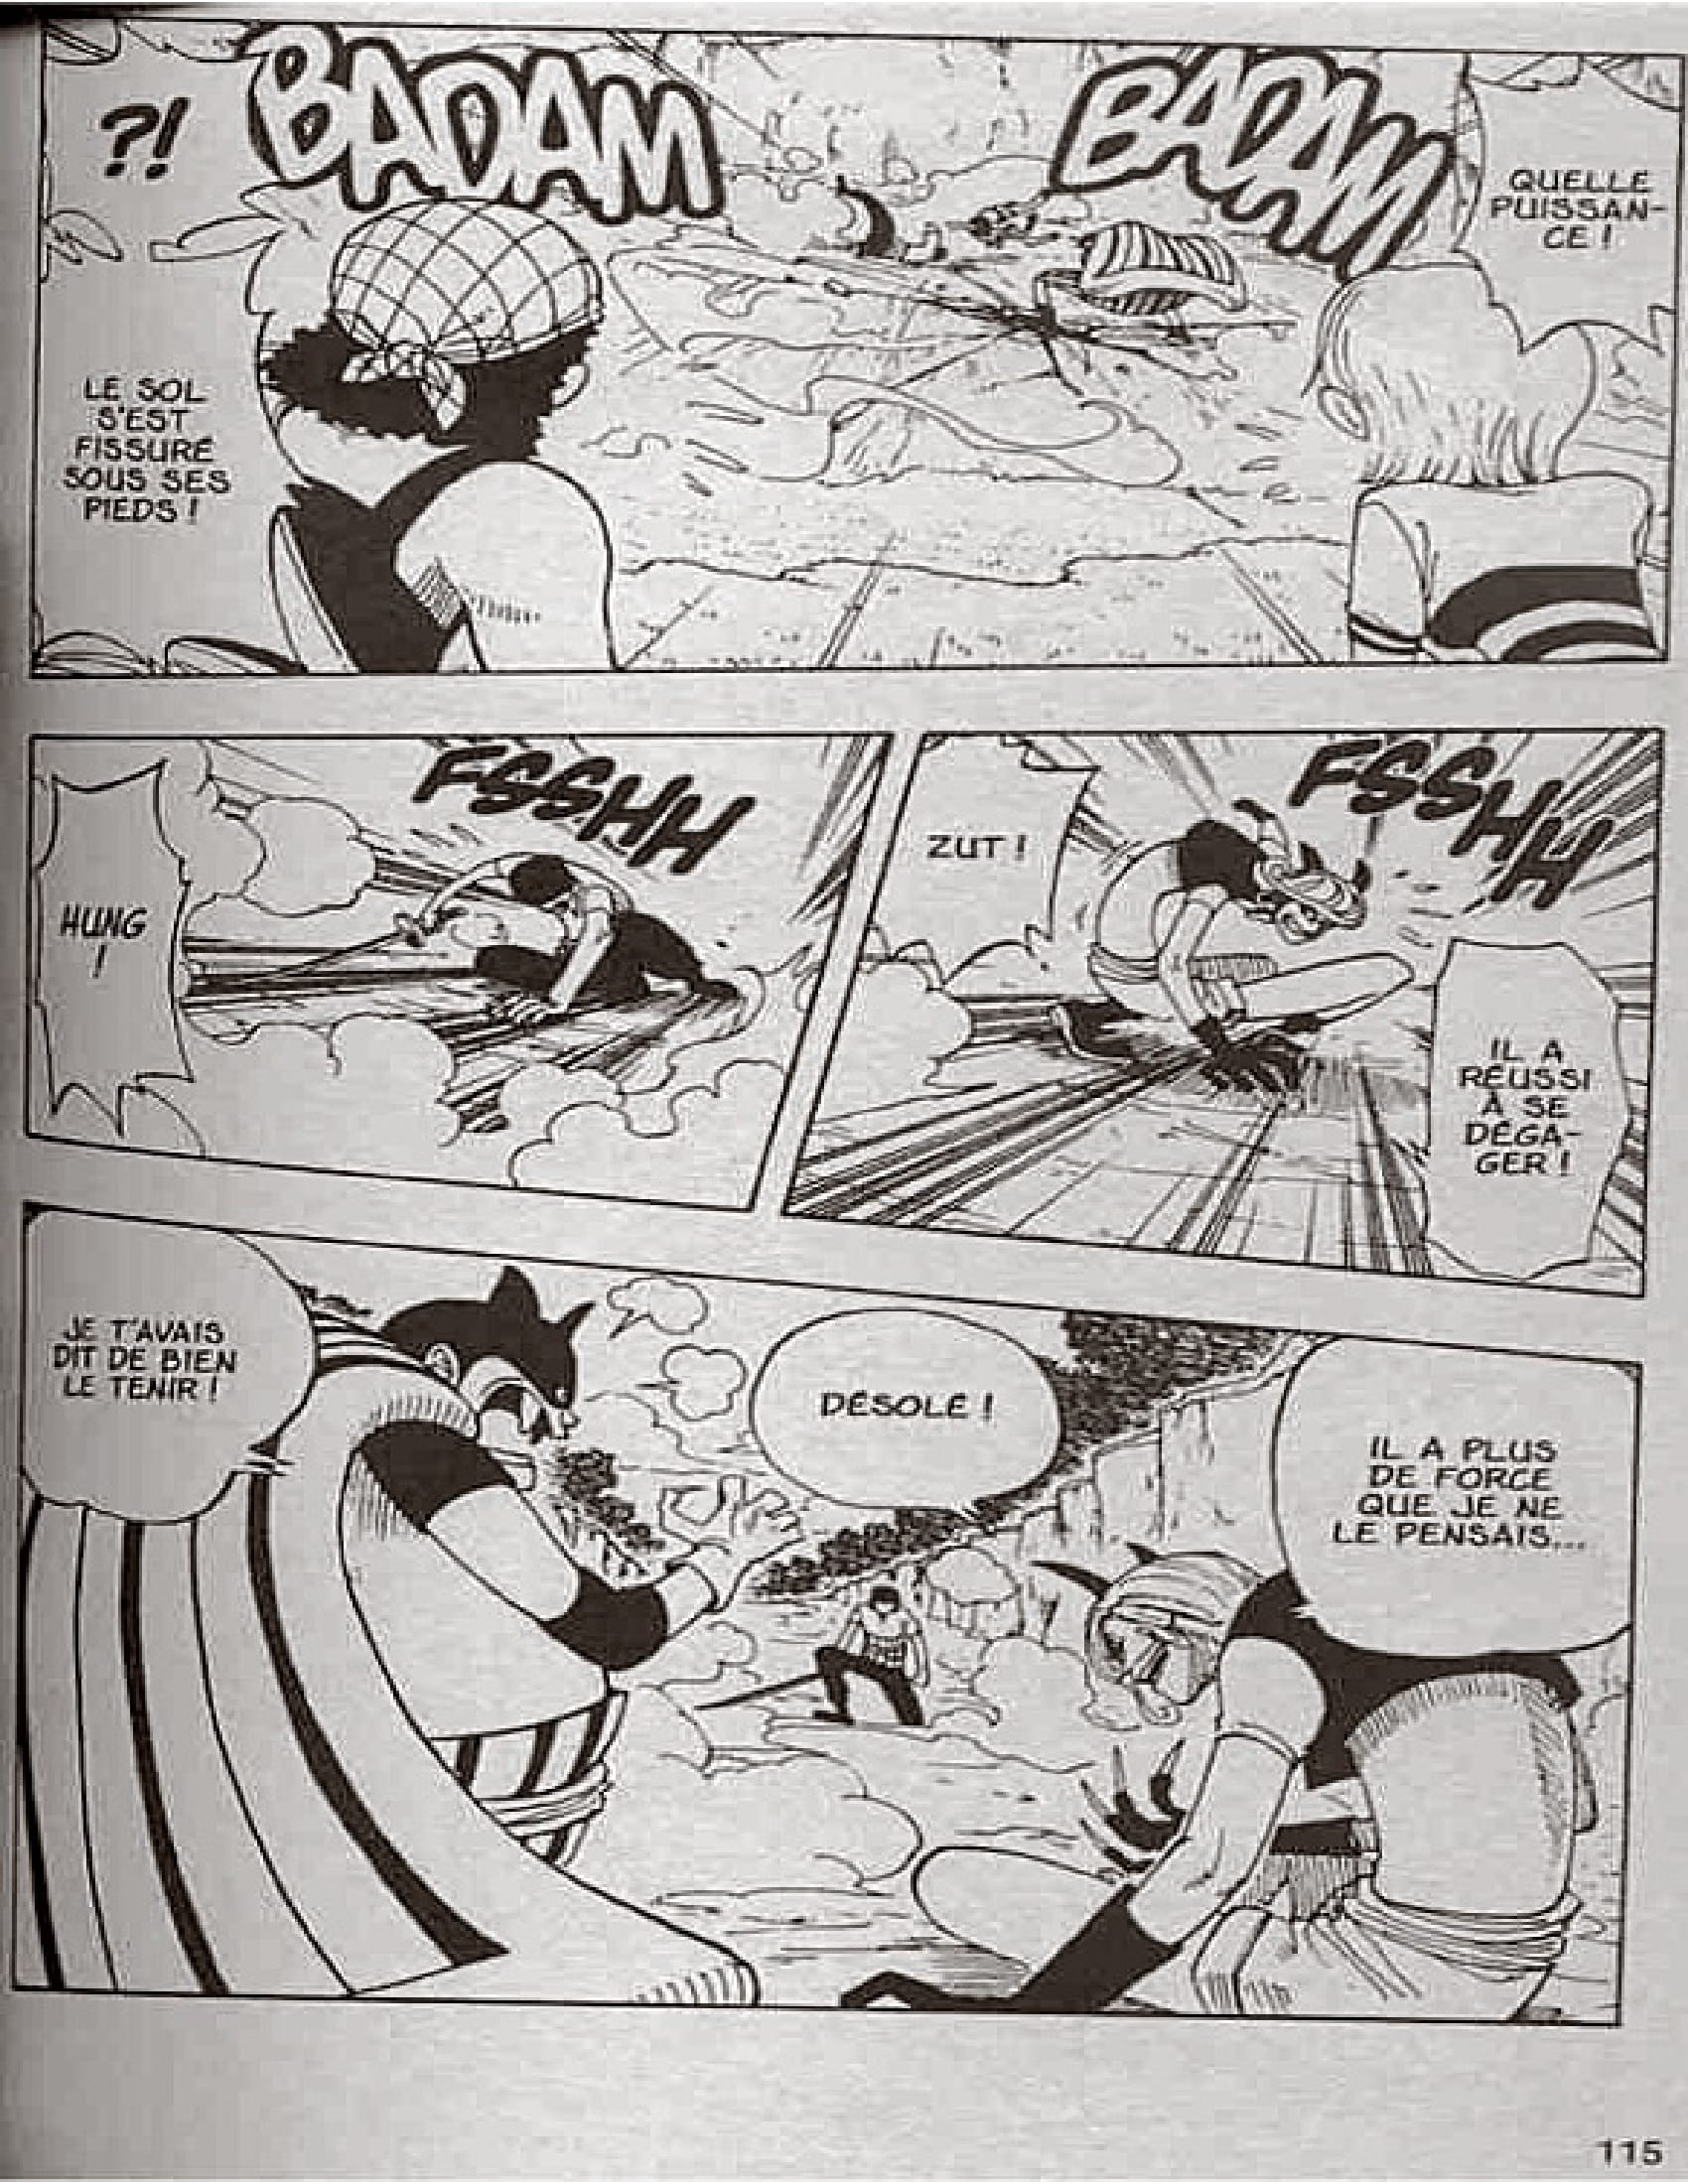 QUELLE
PUISSAN-
CE !
BADAM
BADAM
?!
LE SOL
S'EST
FISSURÉ
SOUS SES
PIEDS !
FSSHH
IL A
RÉUSSI
À SE
DÉGA-
GER !
ZUT !
FSSHH
HUNG
!
IL A PLUS
DE FORCE
QUE JE NE
LE PENSAIS...
DÉSOLÉ !
JE T'AVAIS
DIT DE BIEN
LE TENIR !
115